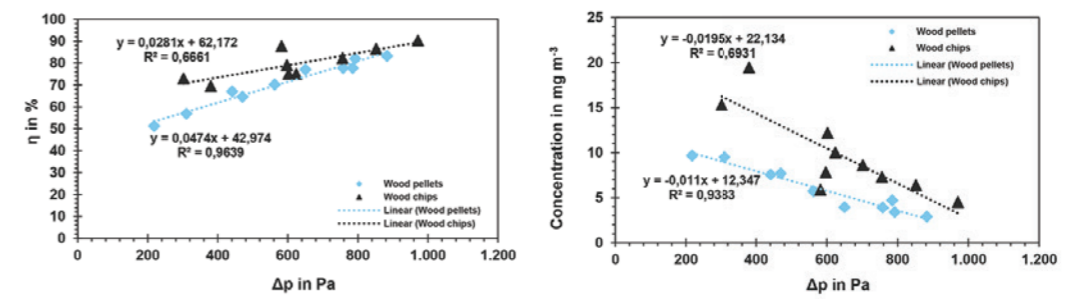 100
90
80
70
60
50
40
30
20
10
0
η in %
y = 0,0281x + 62,172
R² = 0,6661
y = 0,0474x + 42,974
R² = 0,9639
Wood pellets
Wood chips
Linear (Wood pellets)
Linear (Wood chips)
0 200 400 600 800 1.000 1.200
Δp in Pa
25
20
15
10
5
0
Concentration in mg m⁻³
y = -0,0195x + 22,134
R² = 0,6931
y = -0,011x + 12,347
R² = 0,9383
Wood pellets
Wood chips
Linear (Wood pellets)
Linear (Wood chips)
0 200 400 600 800 1.000 1.200
Δp in Pa